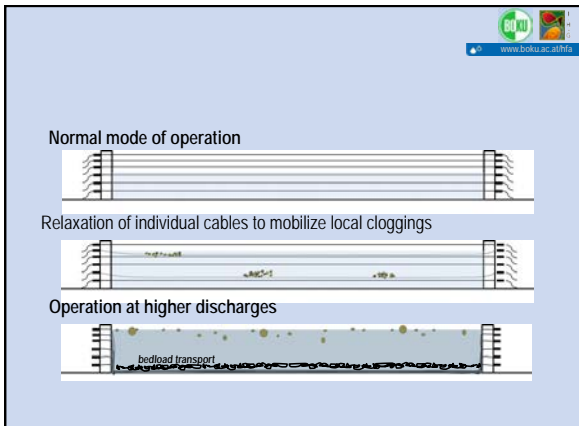 BOKU
www.boku.ac.at/hfa
Normal mode of operation
Relaxation of individual cables to mobilize local cloggings
Operation at higher discharges
bedload transport